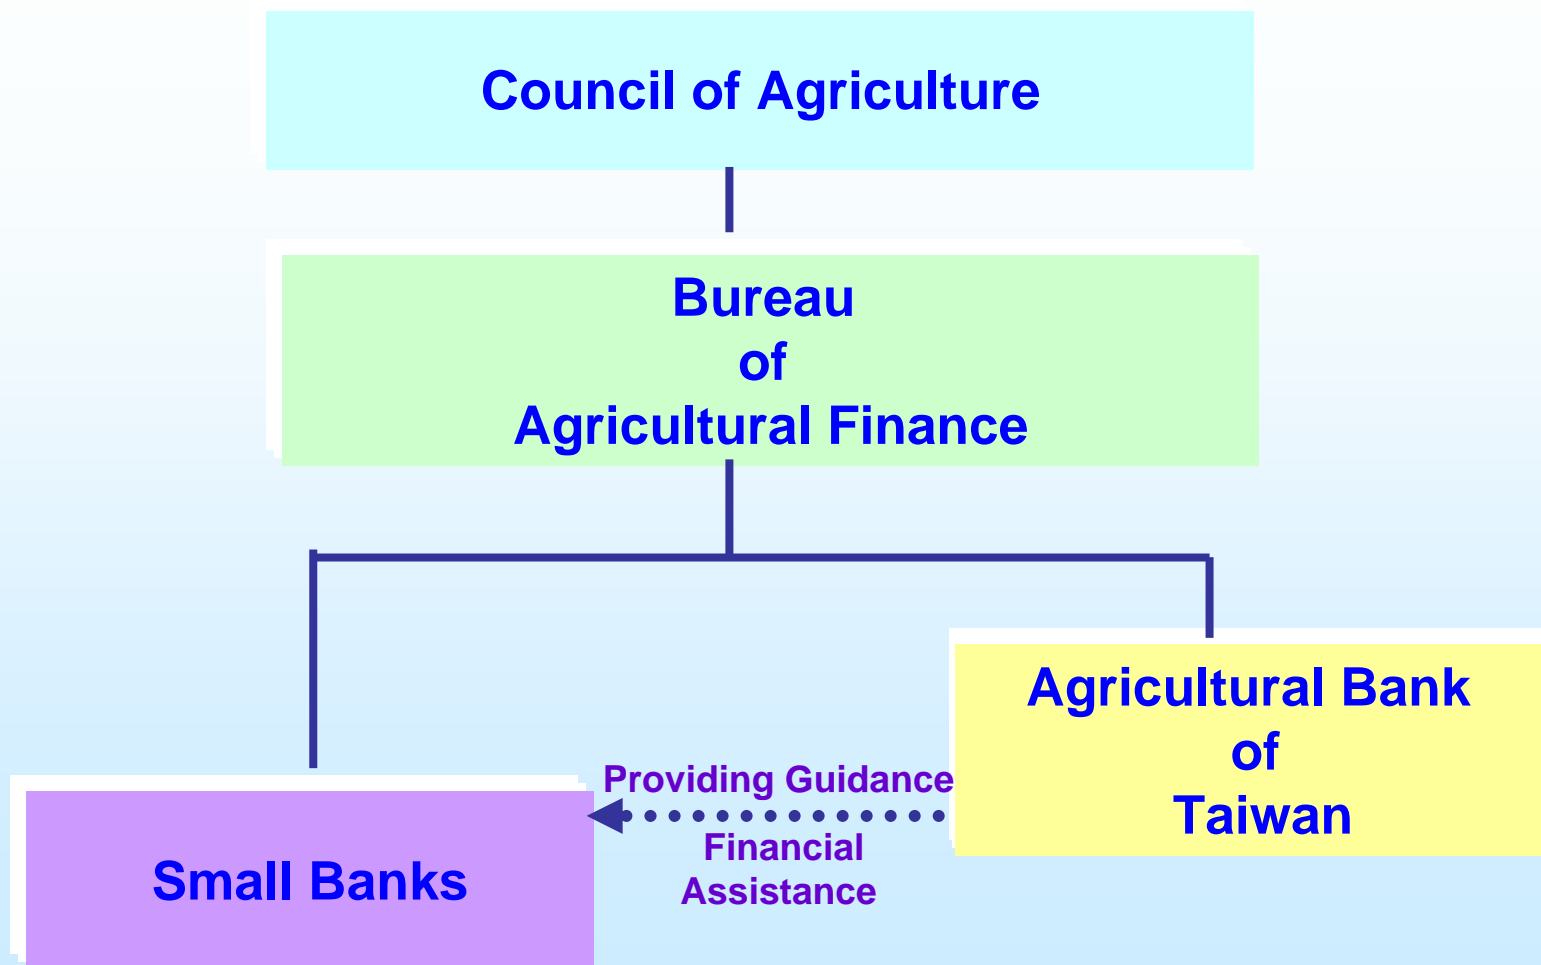 Council of Agriculture
Bureau
of
Agricultural Finance
Agricultural Bank
of
Taiwan
Providing Guidance
Financial
Assistance
Small Banks